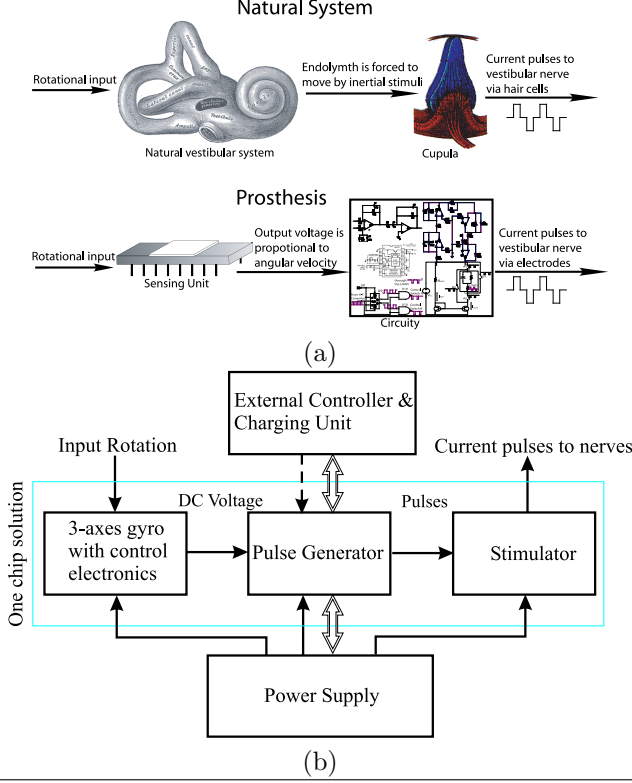 Natural System
Rotational input
Endolymth is forced to
move by inertial stimuli
Current pulses to
vestibular nerve
via hair cells
Natural vestibular system
Cupula
Prosthesis
Rotational input
Sensing Unit
Output voltage is
propotional to
angular velocity
Circuity
Current pulses to
vestibular nerve
via electrodes
(a)
External Controller &
Charging Unit
Input Rotation
Current pulses to nerves
One chip solution
DC Voltage
Pulses
3-axes gyro
with control
electronics
Pulse Generator
Stimulator
Power Supply
(b)